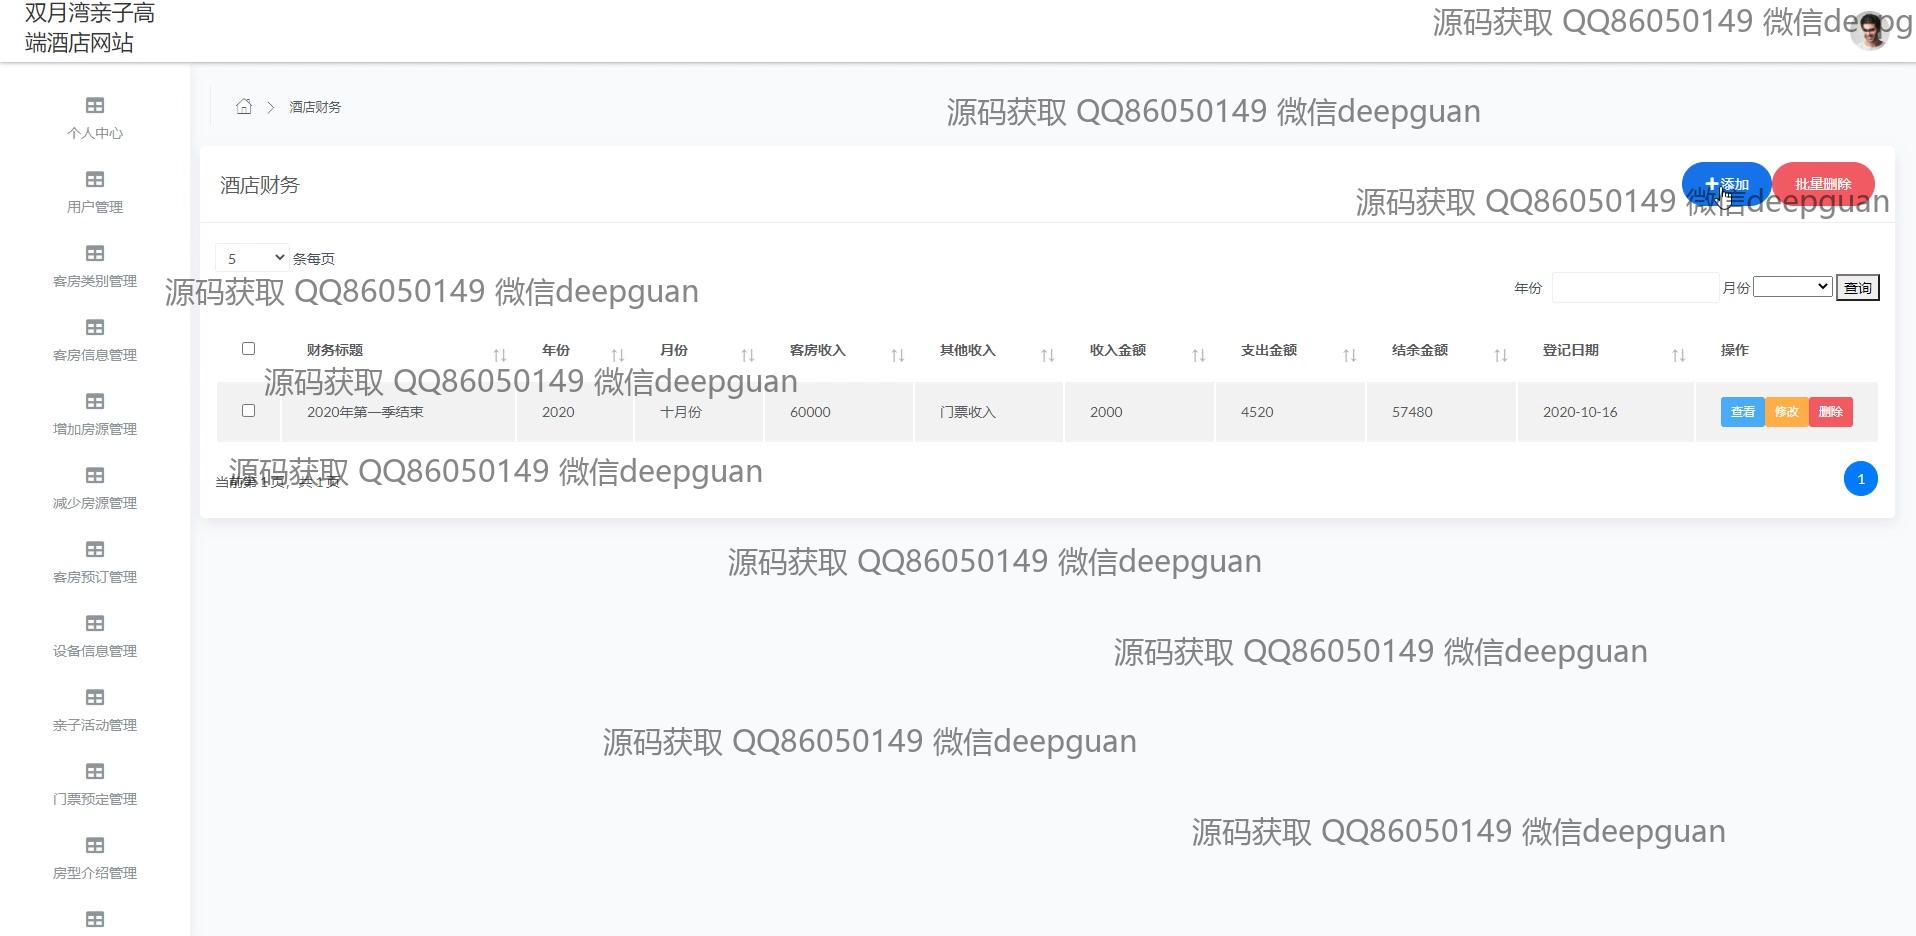 双月湾亲子高
端酒店网站
源码获取 QQ86050149 微信deepg
个人中心
用户管理
客房类别管理
客房信息管理
增加房源管理
减少房源管理
客房预订管理
设备信息管理
亲子活动管理
门票预定管理
房型介绍管理
酒店财务
源码获取 QQ86050149 微信deepguan
酒店财务
添加
批量删除
源码获取 QQ86050149 微信deepguan
5 条每页
源码获取 QQ86050149 微信deepguan
年份 月份 查询
财务标题 年份 月份 客房收入 其他收入 收入金额 支出金额 结余金额 登记日期 操作
源码获取 QQ86050149 微信deepguan
2020年第一季结束 2020 十月份 60000 门票收入 2000 4520 57480 2020-10-16 查看 修改 删除
源码获取 QQ86050149 微信deepguan
当前第 1 页，共 1 页
1
源码获取 QQ86050149 微信deepguan
源码获取 QQ86050149 微信deepguan
源码获取 QQ86050149 微信deepguan
源码获取 QQ86050149 微信deepguan